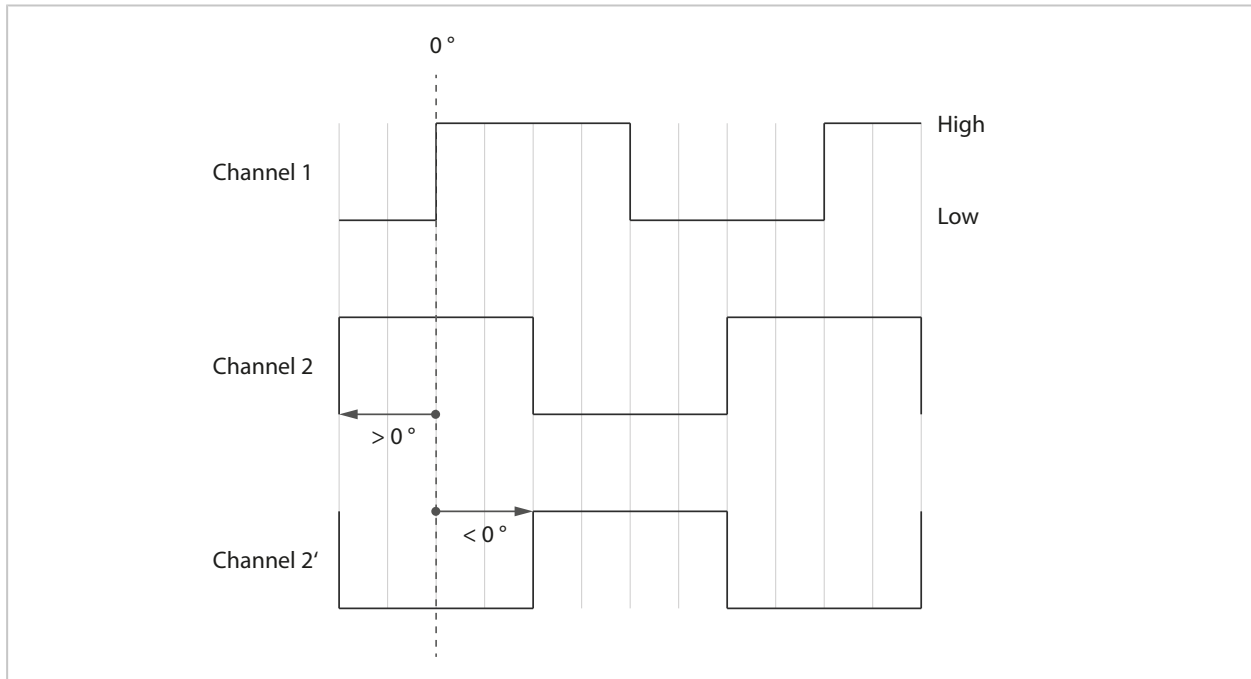 0 °
High
Channel 1
Low
Channel 2
> 0 °
< 0 °
Channel 2‘